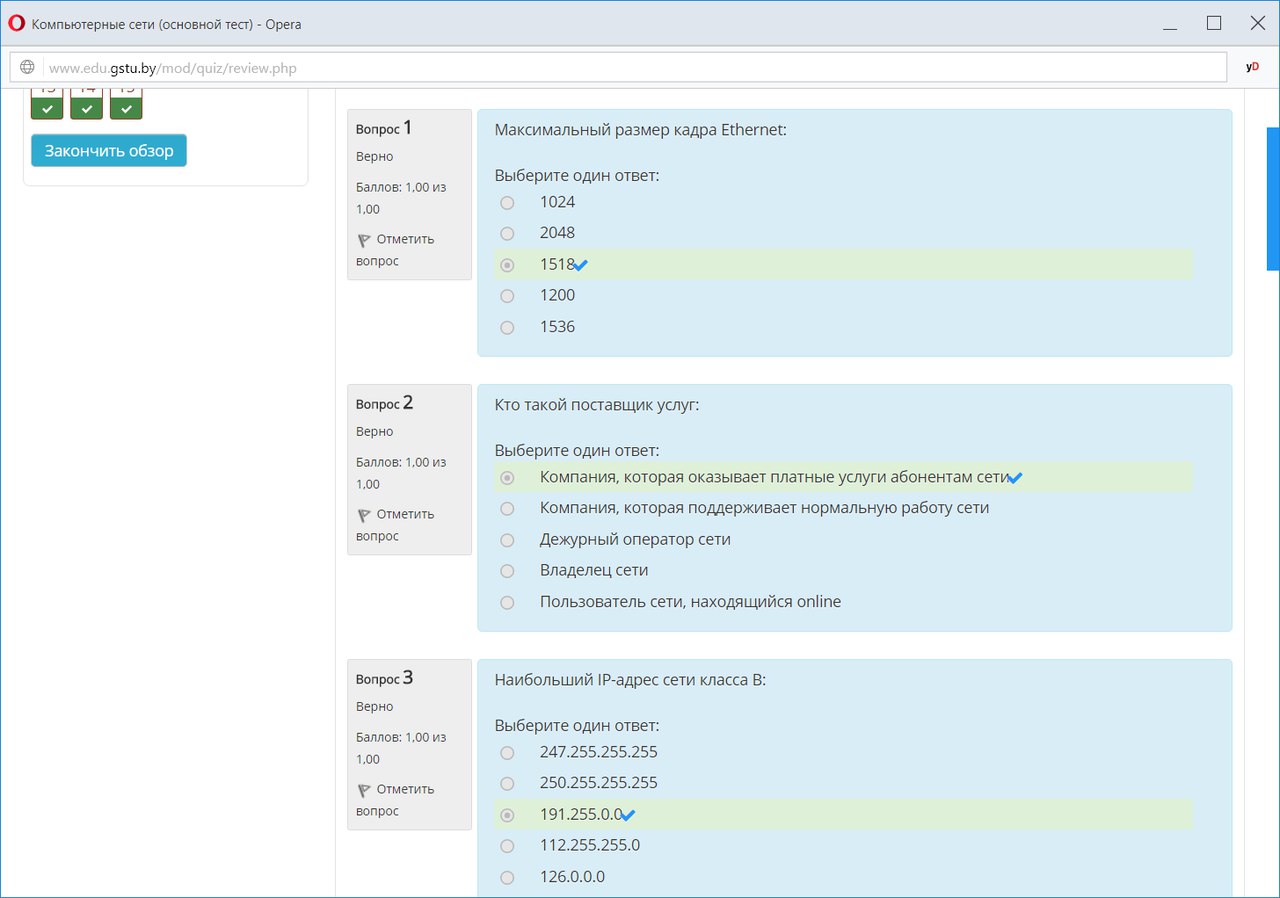 Компьютерные сети (основной тест) - Opera
www.edu.gstu.by/mod/quiz/review.php
yD
13 14 15
Закончить обзор
Вопрос 1
Верно
Баллов: 1,00 из
1,00
Отметить
вопрос
Максимальный размер кадра Ethernet:
Выберите один ответ:
1024
2048
1518
1200
1536
Вопрос 2
Верно
Баллов: 1,00 из
1,00
Отметить
вопрос
Кто такой поставщик услуг:
Выберите один ответ:
Компания, которая оказывает платные услуги абонентам сети
Компания, которая поддерживает нормальную работу сети
Дежурный оператор сети
Владелец сети
Пользователь сети, находящийся online
Вопрос 3
Верно
Баллов: 1,00 из
1,00
Отметить
вопрос
Наибольший IP-адрес сети класса B:
Выберите один ответ:
247.255.255.255
250.255.255.255
191.255.0.0
112.255.255.0
126.0.0.0